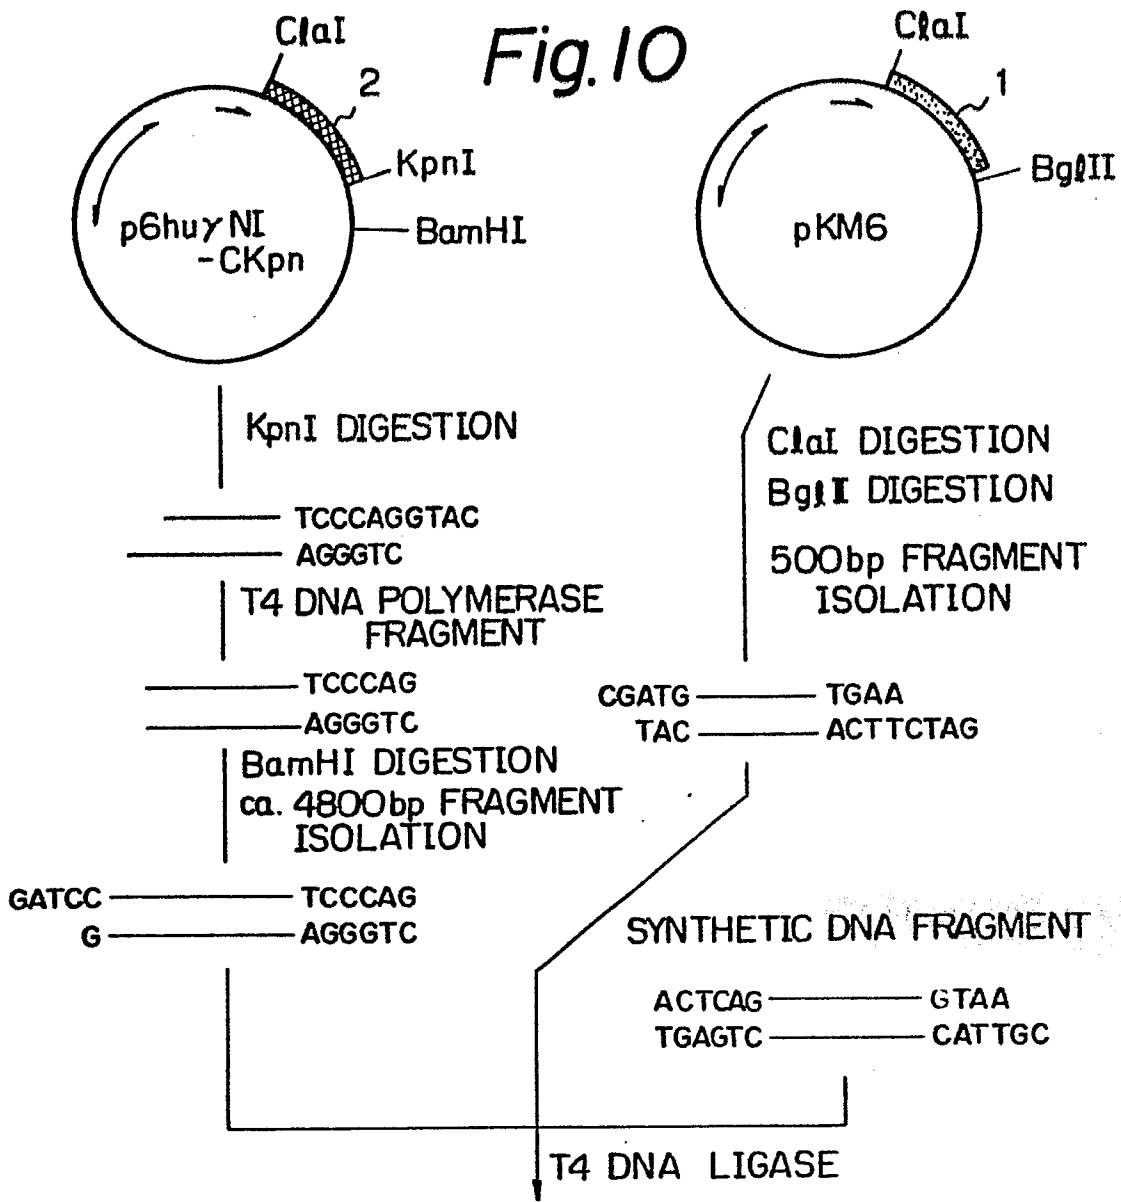 Fig. 10
ClaI
2
KpnI
BamHI
p6huγNI
-CKpn
ClaI
1
BglII
pKM6
KpnI DIGESTION
TCCCAGGTAC
AGGGTC
T4 DNA POLYMERASE
FRAGMENT
TCCCAG
AGGGTC
BamHI DIGESTION
ca. 4800bp FRAGMENT
ISOLATION
GATCC TCCCAG
G AGGGTC
ClaI DIGESTION
BglII DIGESTION
500bp FRAGMENT
ISOLATION
CGATG TGAA
TAC ACTTCTAG
SYNTHETIC DNA FRAGMENT
ACTCAG GTAA
TGAGTC CATTGC
T4 DNA LIGASE